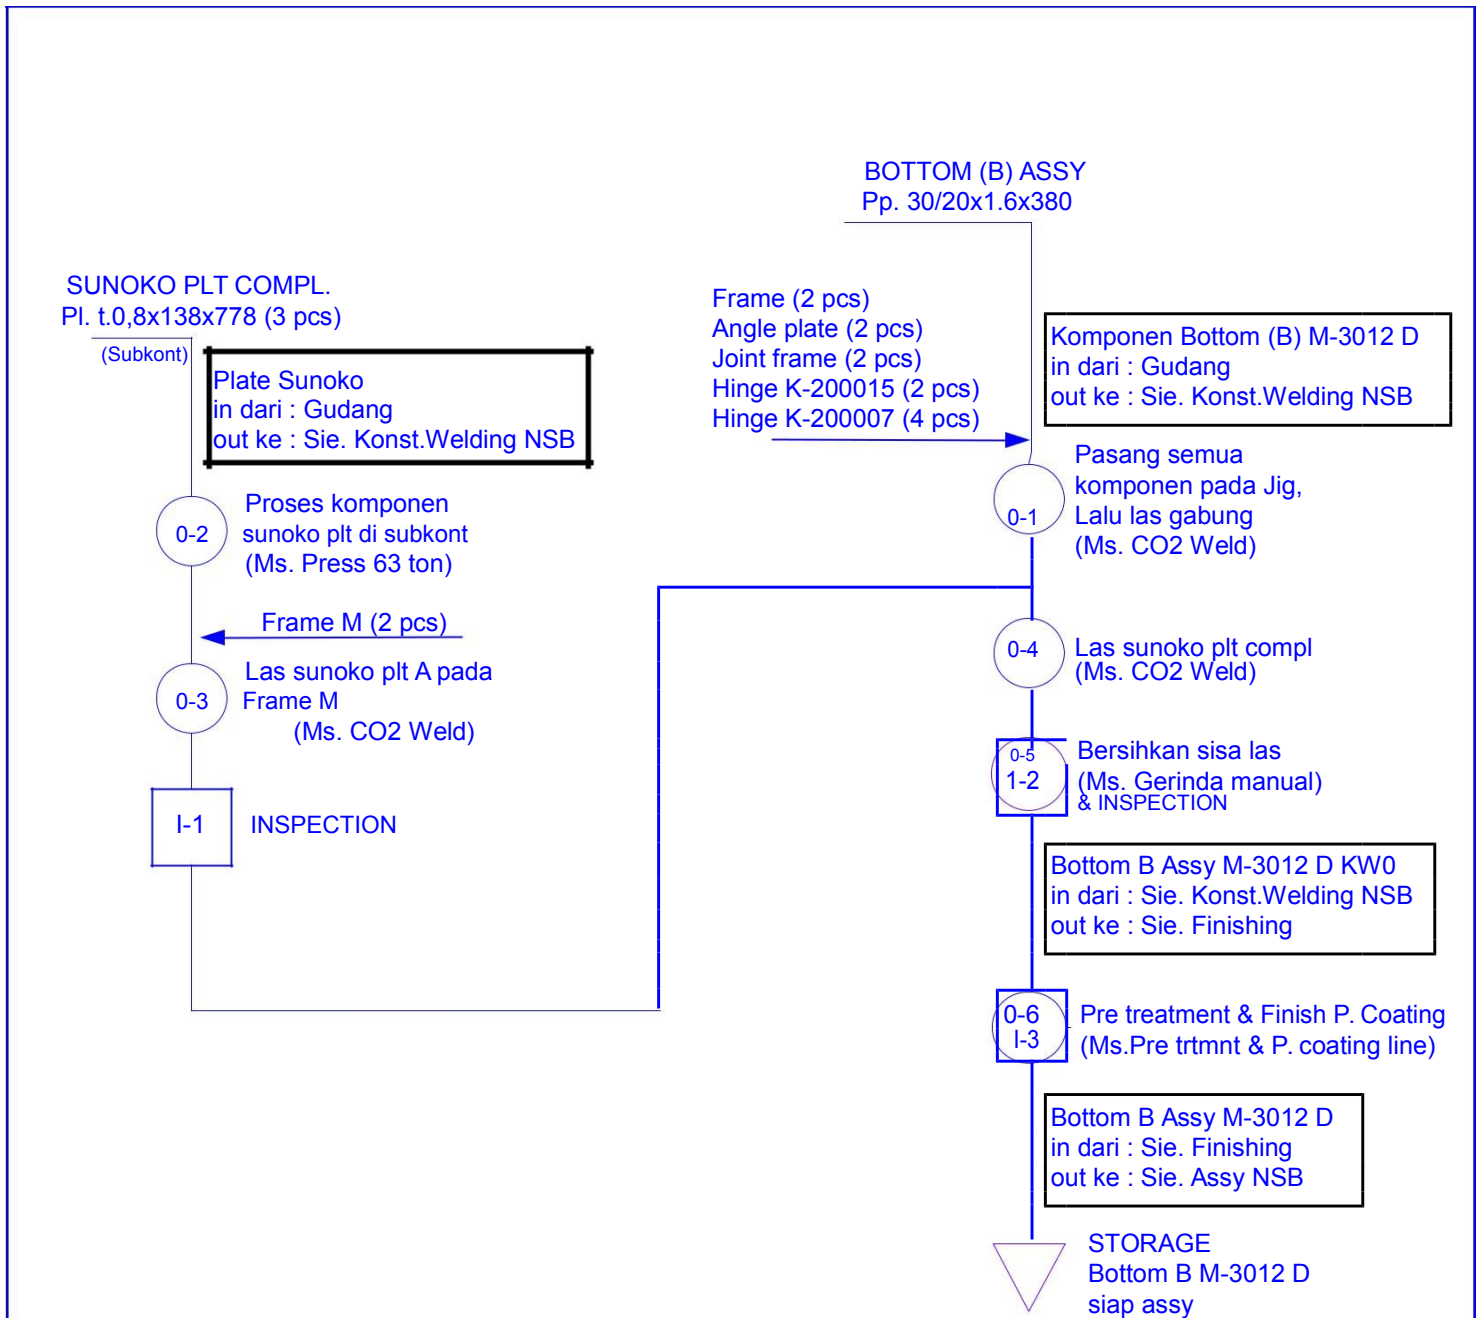 BOTTOM (B) ASSY
Pp. 30/20x1.6x380
SUNOKO PLT COMPL.
Pl. t.0,8x138x778 (3 pcs)
(Subkont)
Plate Sunoko
in dari : Gudang
out ke : Sie. Konst.Welding NSB
0-2
Proses komponen
sunoko plt di subkont
(Ms. Press 63 ton)
Frame M (2 pcs)
0-3
Las sunoko plt A pada
Frame M
(Ms. CO2 Weld)
I-1
INSPECTION
Frame (2 pcs)
Angle plate (2 pcs)
Joint frame (2 pcs)
Hinge K-200015 (2 pcs)
Hinge K-200007 (4 pcs)
Komponen Bottom (B) M-3012 D
in dari : Gudang
out ke : Sie. Konst.Welding NSB
0-1
Pasang semua
komponen pada Jig,
Lalu las gabung
(Ms. CO2 Weld)
0-4
Las sunoko plt compl
(Ms. CO2 Weld)
0-5
1-2
Bersihkan sisa las
(Ms. Gerinda manual)
& INSPECTION
Bottom B Assy M-3012 D KW0
in dari : Sie. Konst.Welding NSB
out ke : Sie. Finishing
0-6
I-3
Pre treatment & Finish P. Coating
(Ms.Pre trtmnt & P. coating line)
Bottom B Assy M-3012 D
in dari : Sie. Finishing
out ke : Sie. Assy NSB
STORAGE
Bottom B M-3012 D
siap assy